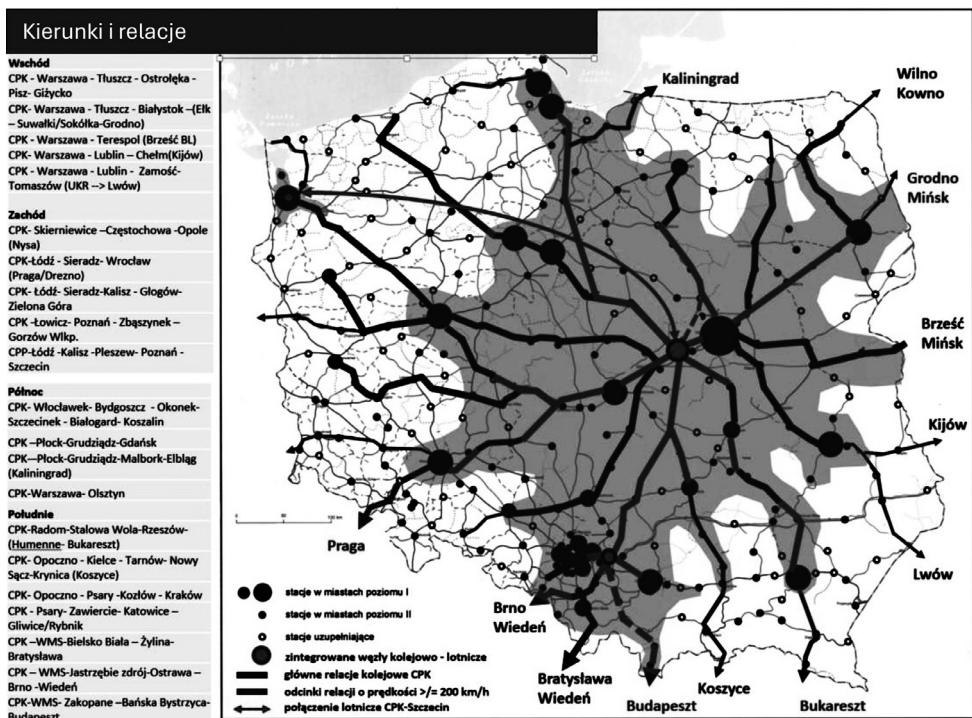 Kierunki i relacje
Wschód
CPK - Warszawa - Tłuszcz - Ostrołęka -
Pisz- Giżycko
CPK- Warszawa - Tłuszcz - Białystok –(Ełk
– Suwałki/Sokółka-Grodno)
CPK - Warszawa - Terespol (Brześć BL)
CPK- Warszawa - Lublin – Chełm(Kijów)
CPK - Warszawa - Lublin - Zamość-
Tomaszów (UKR --> Lwów)
Zachód
CPK- Skierniewice –Częstochowa -Opole
(Nysa)
CPK-Łódź - Sieradz- Wrocław
(Praga/Drezno)
CPK- Łódź- Sieradz-Kalisz - Głogów-
Zielona Góra
CPK -Łowicz- Poznań - Zbąszynek –
Gorzów Wlkp.
CPP-Łódź -Kalisz -Pleszew- Poznań -
Szczecin
Północ
CPK- Włocławek- Bydgoszcz - Okonek-
Szczecinek - Białogard- Koszalin
CPK –Płock-Grudziądz-Gdańsk
CPK—Płock-Grudziądz-Malbork-Elbląg
(Kaliningrad)
CPK-Warszawa- Olsztyn
Południe
CPK-Radom-Stalowa Wola-Rzeszów-
(Humenne- Bukareszt)
CPK- Opoczno - Kielce - Tarnów- Nowy
Sącz-Krynica (Koszyce)
CPK- Opoczno - Psary -Kozłów - Kraków
CPK - Psary- Zawiercie- Katowice –
Gliwice/Rybnik
CPK –WMS-Bielsko Biała – Żylina-
Bratysława
CPK – WMS-Jastrzębie zdrój-Ostrawa –
Brno -Wiedeń
CPK-WMS- Zakopane –Bańska Bystrzyca-
Budapeszt
Kaliningrad
Wilno
Kowno
Grodno
Mińsk
Brześć
Mińsk
Kijów
Lwów
Praga
Brno
Wiedeń
Bratysława
Wiedeń
Budapeszt
Koszyce
Bukareszt
0 50 100 km
stacje w miastach poziomu I
stacje w miastach poziomu II
stacje uzupełniające
zintegrowane węzły kolejowo - lotnicze
główne relacje kolejowe CPK
odcinki relacji o prędkości >/= 200 km/h
połączenie lotnicze CPK-Szczecin